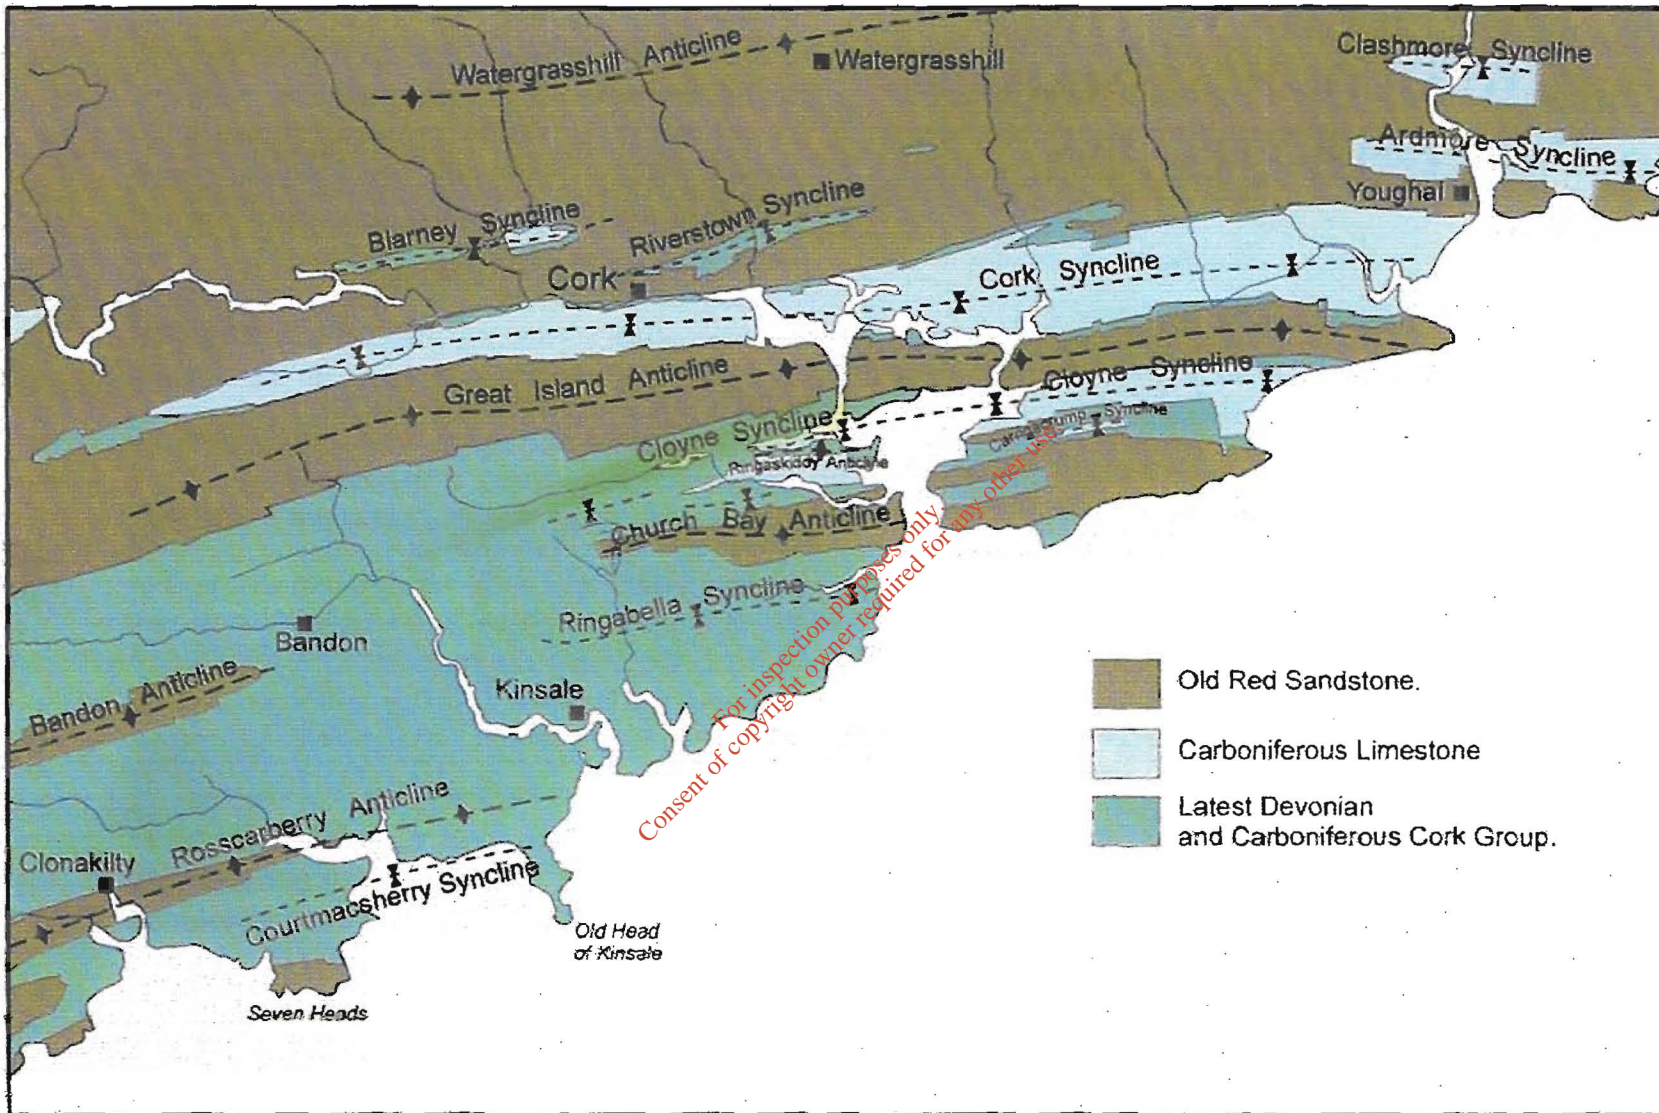 Watergrasshill Anticline
Watergrasshill
Clashmore Syncline
Ardmore Syncline
Youghal
Blarney Syncline
Riverstown Syncline
Cork
Cork Syncline
Great Island Anticline
Cloyne Syncline
Cloyne Syncline
Syncline
Ringaskiddy Anticline
Church Bay Anticline
Ringabella Syncline
Bandon
Bandon Anticline
Kinsale
Rosscarberry Anticline
Clonakilty
Courtmacsherry Syncline
Old Head
of Kinsale
Seven Heads
Old Red Sandstone.
Carboniferous Limestone
Latest Devonian
and Carboniferous Cork Group.
For inspection purposes only.
Consent of copyright owner required for any other use.